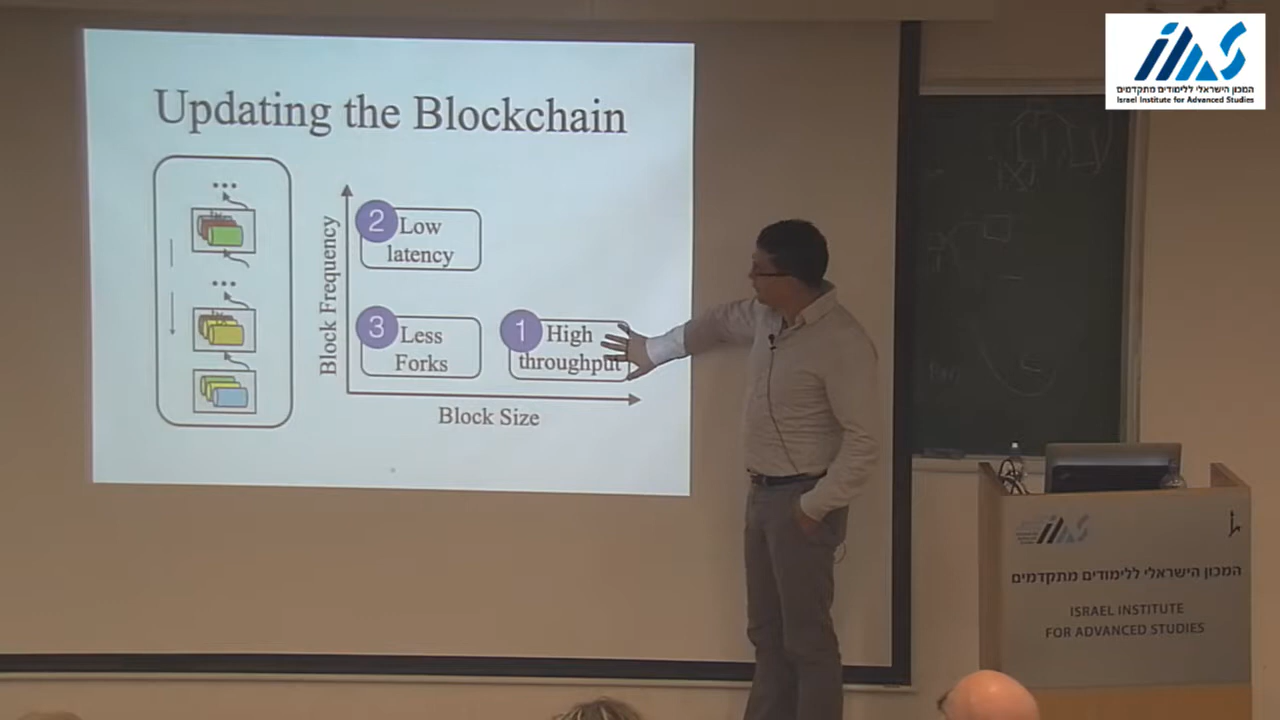 Updating the Blockchain
...
...
Block Frequency
2
Low
latency
3
Less
Forks
1
High
throughput
Block Size
המכון הישראלי ללימודים מתקדמים
Israel Institute for Advanced Studies
המכון הישראלי ללימודים מתקדמים
ISRAEL INSTITUTE
FOR ADVANCED STUDIES